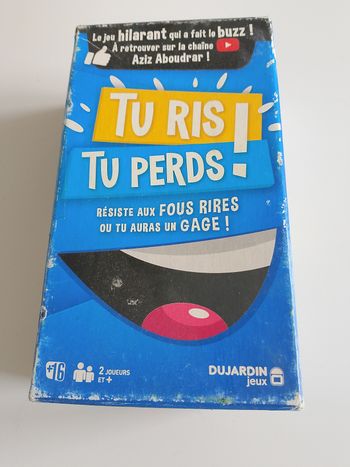 Le jeu hilarant qui a fait le buzz !
À retrouver sur la chaîne
Aziz Aboudrar !
TU RIS
TU PERDS !
RÉSISTE AUX FOUS RIRES
OU TU AURAS UN GAGE !
+16
2 JOUEURS
ET +
DUJARDIN
jeux